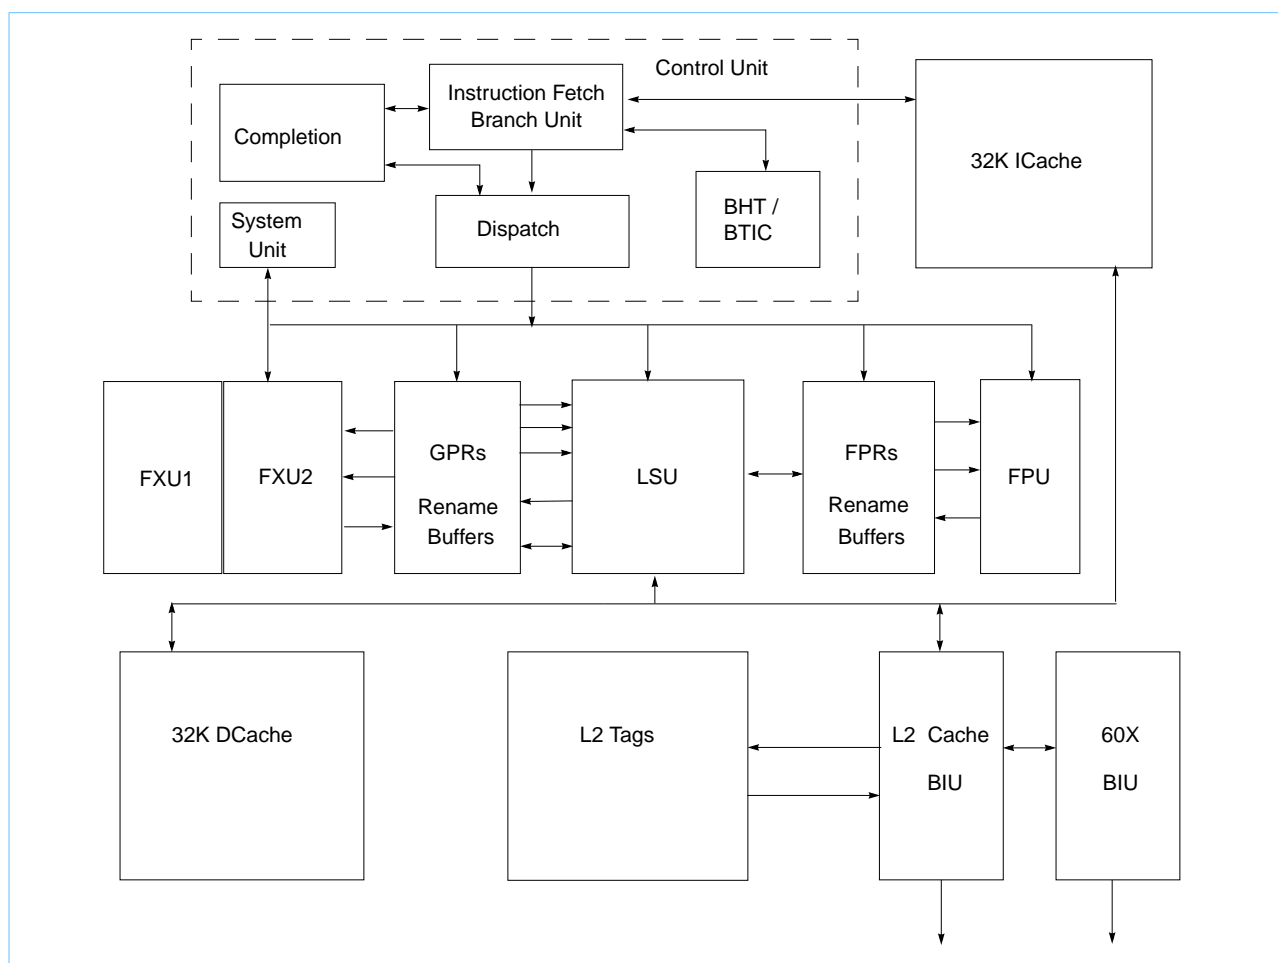 Control Unit
Instruction Fetch
Branch Unit
Completion
32K ICache
System
Unit
Dispatch
BHT /
BTIC
FXU1
FXU2
GPRs
Rename
Buffers
LSU
FPRs
Rename
Buffers
FPU
32K DCache
L2 Tags
L2 Cache
BIU
60X
BIU